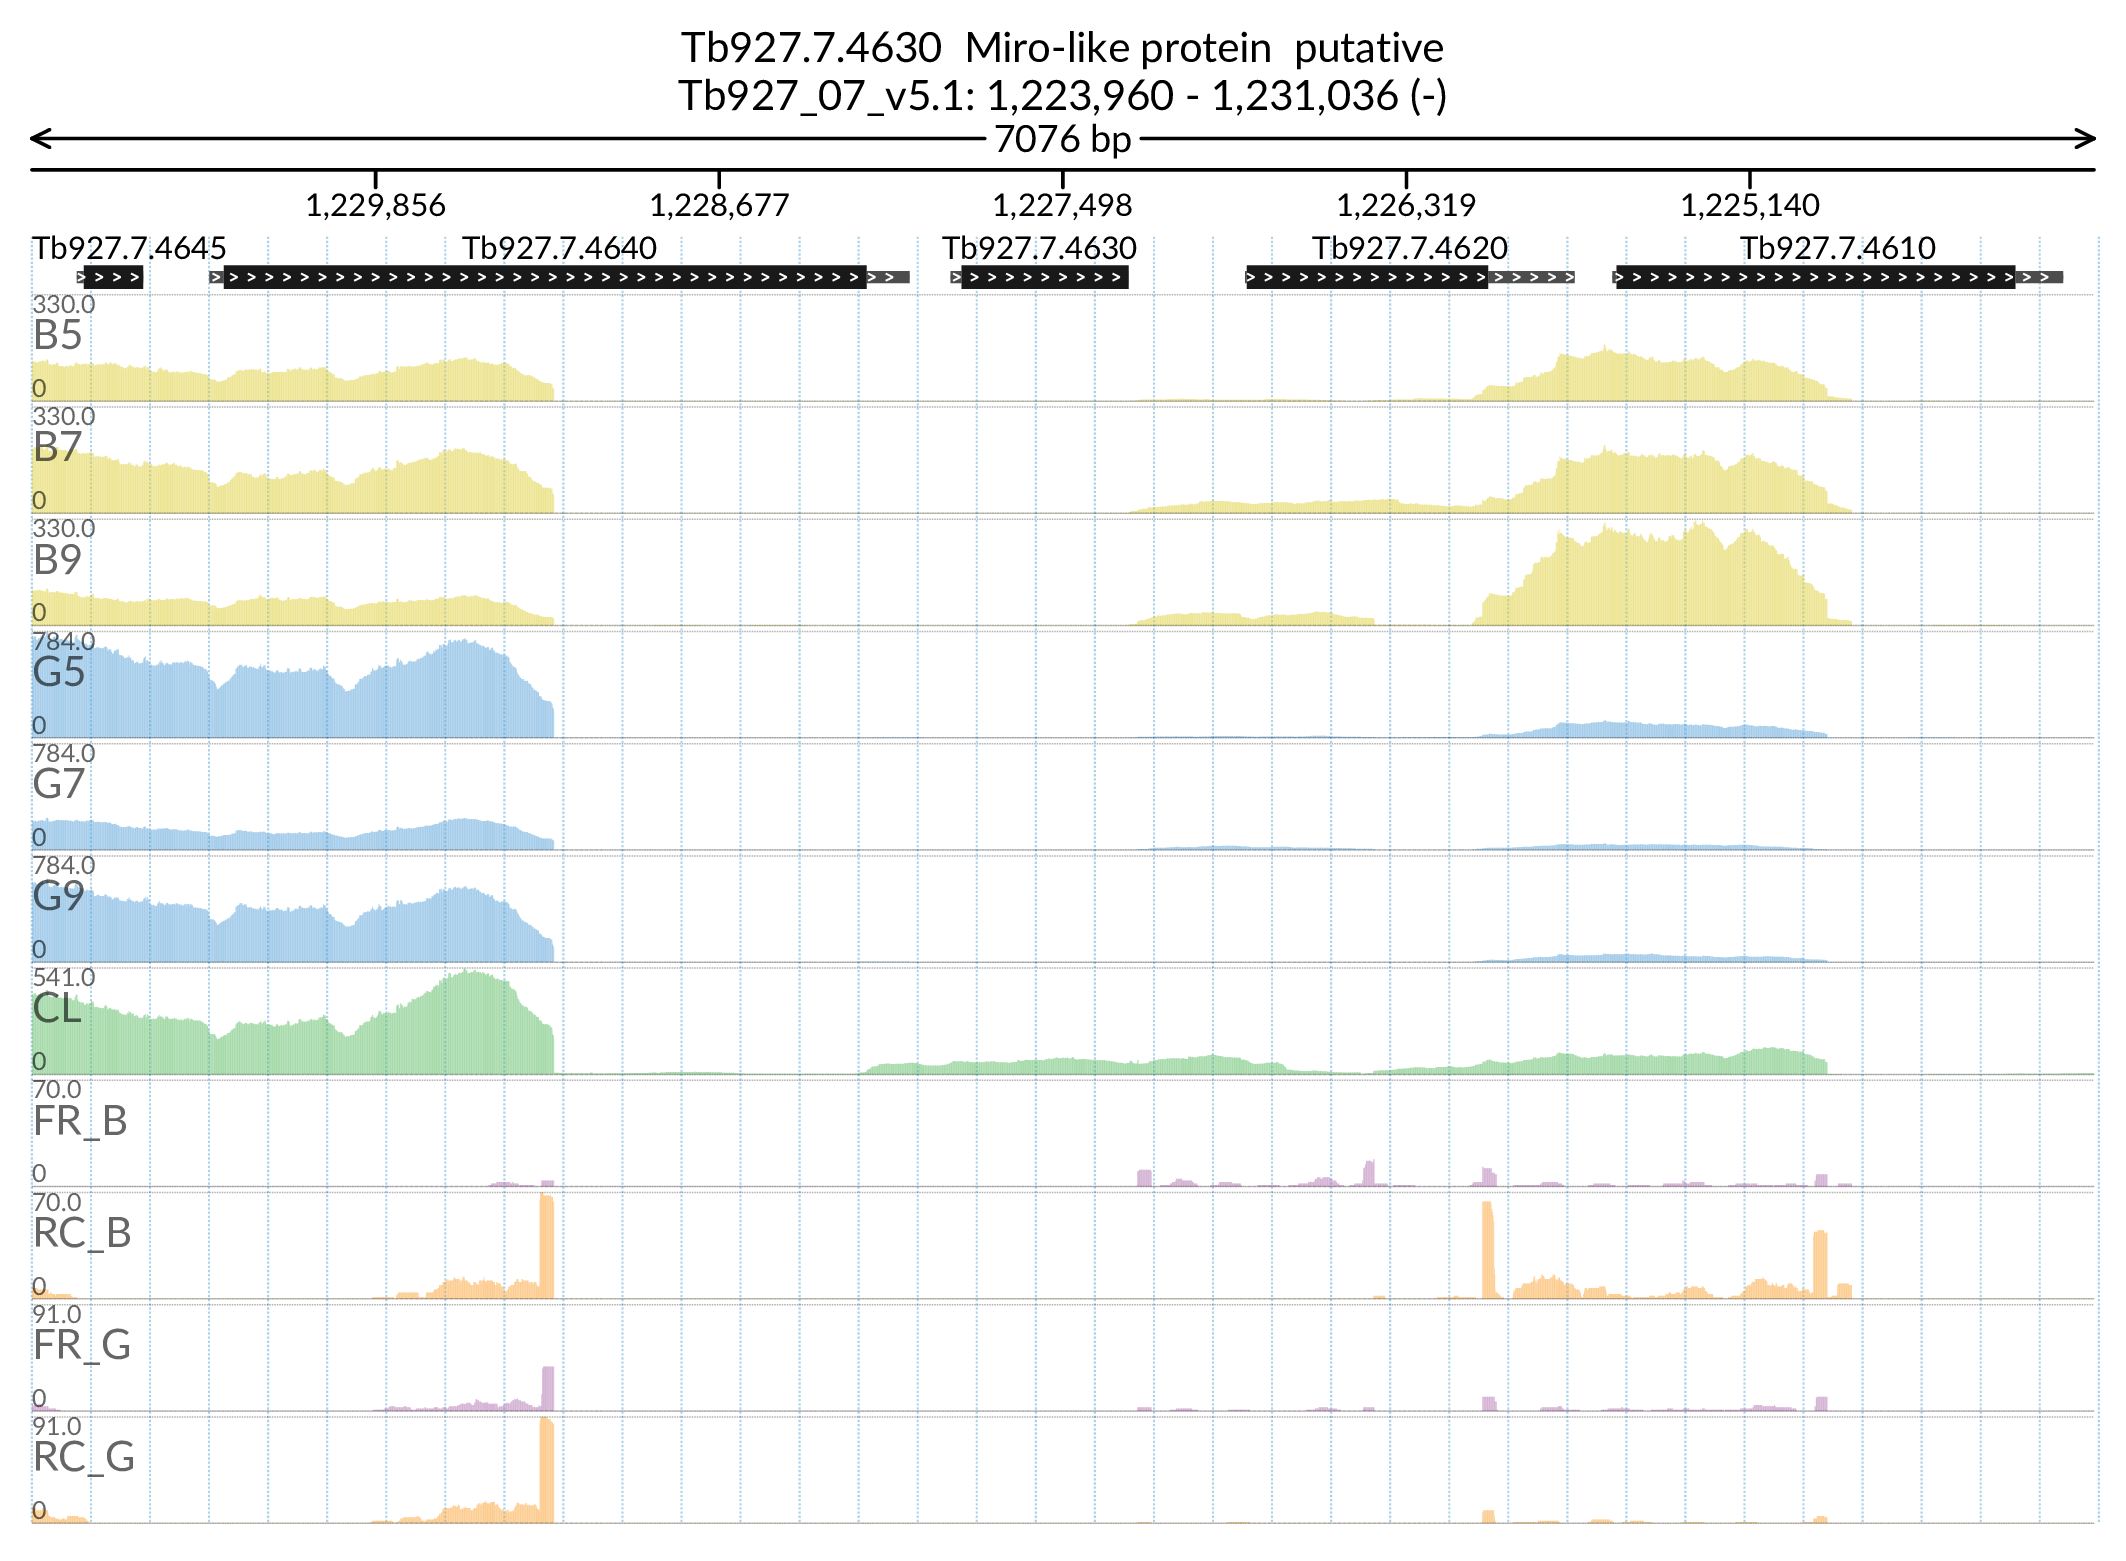 Tb927.7.4630 Miro-like protein putative
Tb927_07_v5.1: 1,223,960 - 1,231,036 (-)
7076 bp
1,229,856 1,228,677 1,227,498 1,226,319 1,225,140
Tb927.7.4645 Tb927.7.4640 Tb927.7.4630 Tb927.7.4620 Tb927.7.4610
330.0
B5
0
330.0
B7
0
330.0
B9
0
784.0
G5
0
784.0
G7
0
784.0
G9
0
541.0
CL
0
70.0
FR_B
0
70.0
RC_B
0
91.0
FR_G
0
91.0
RC_G
0